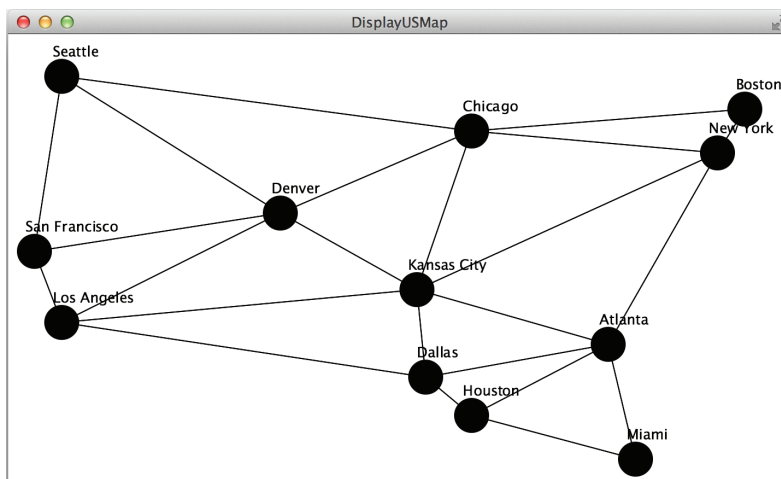 DisplayUSMap
Seattle
Boston
Chicago
New York
Denver
San Francisco
Kansas City
Los Angeles
Atlanta
Dallas
Houston
Miami